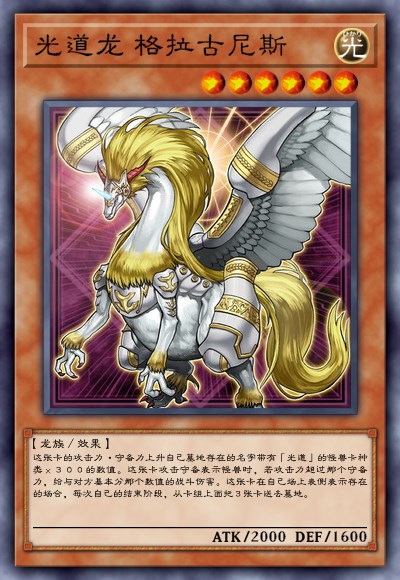 光道龙 格拉古尼斯
光
【龙族／效果】
这张卡的攻击力・守备力上升自己墓地存在的名字带有「光道」的怪兽卡种
类×３００的数值。这张卡攻击守备表示怪兽时，若攻击力超过那个守备
力，给与对方基本分那个数值的战斗伤害。这张卡在自己场上表侧表示存在
的场合，每次自己的结束阶段，从卡组上面把3张卡送去墓地。
ATK/2000 DEF/1600